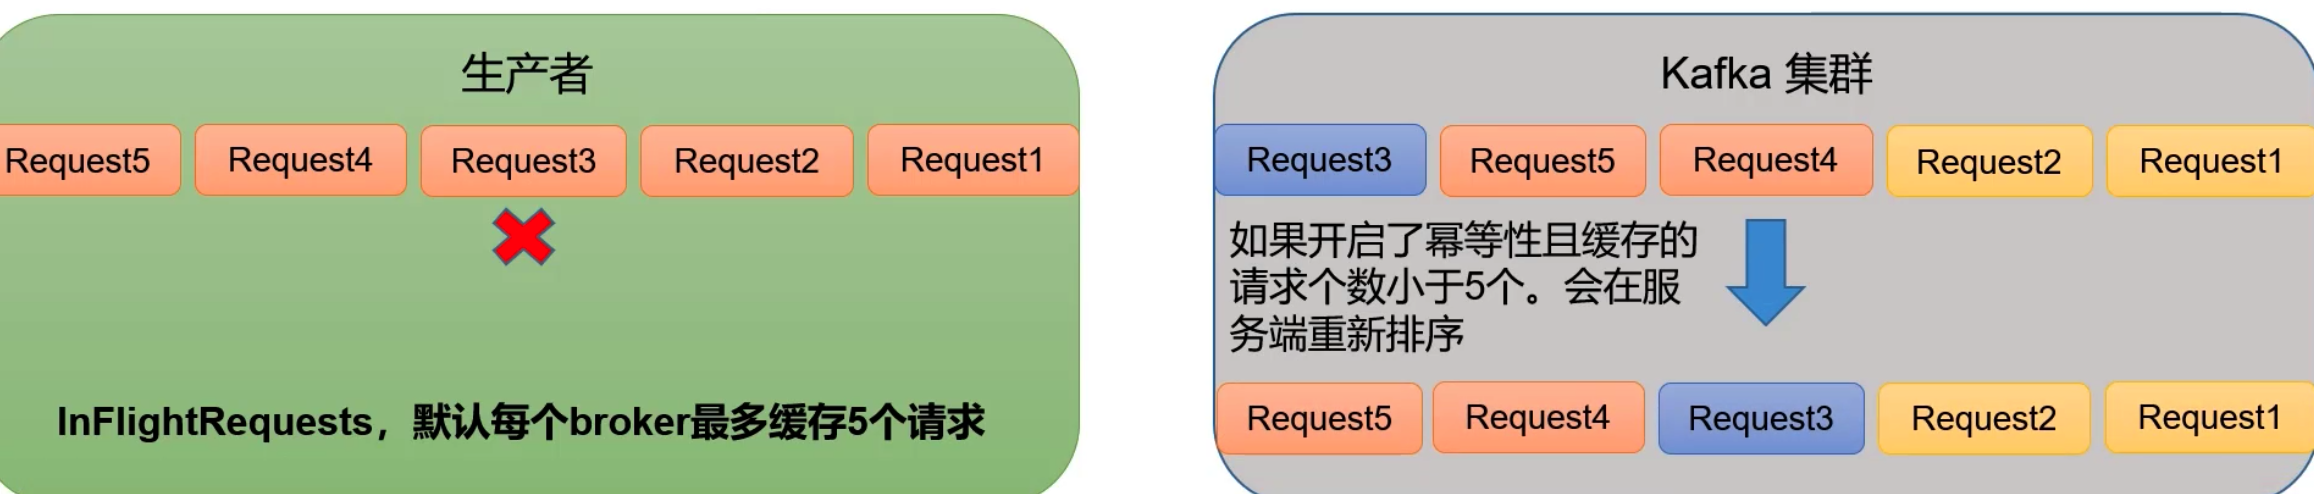 生产者
Request5 Request4 Request3 Request2 Request1
InFlightRequests，默认每个broker最多缓存5个请求
Kafka 集群
Request3 Request5 Request4 Request2 Request1
如果开启了幂等性且缓存的
请求个数小于5个。会在服
务端重新排序
Request5 Request4 Request3 Request2 Request1